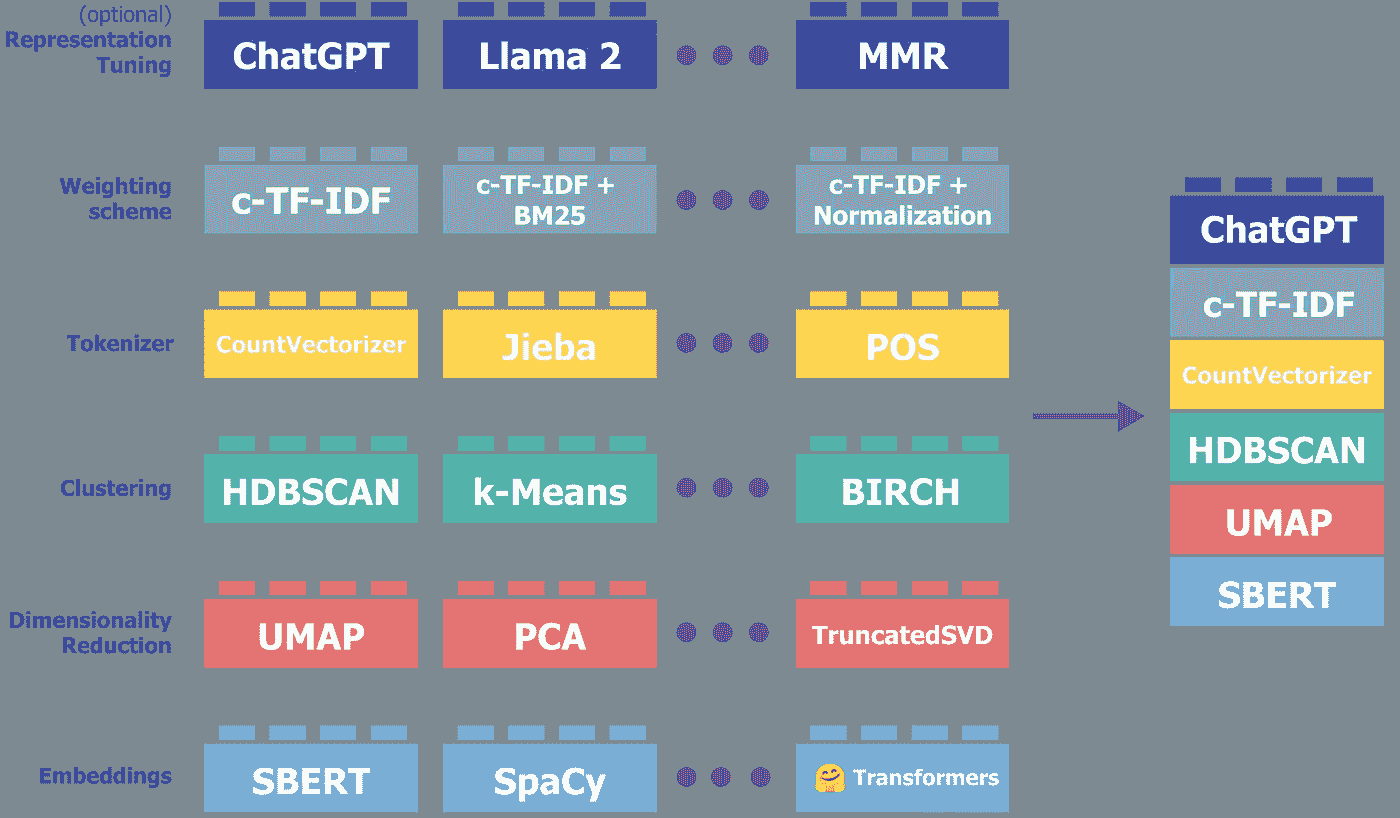 (optional)
Representation
Tuning
ChatGPT
Llama 2
MMR
Weighting
scheme
c-TF-IDF
c-TF-IDF +
BM25
c-TF-IDF +
Normalization
Tokenizer
CountVectorizer
Jieba
POS
Clustering
HDBSCAN
k-Means
BIRCH
Dimensionality
Reduction
UMAP
PCA
TruncatedSVD
Embeddings
SBERT
SpaCy
🤗 Transformers
ChatGPT
c-TF-IDF
CountVectorizer
HDBSCAN
UMAP
SBERT